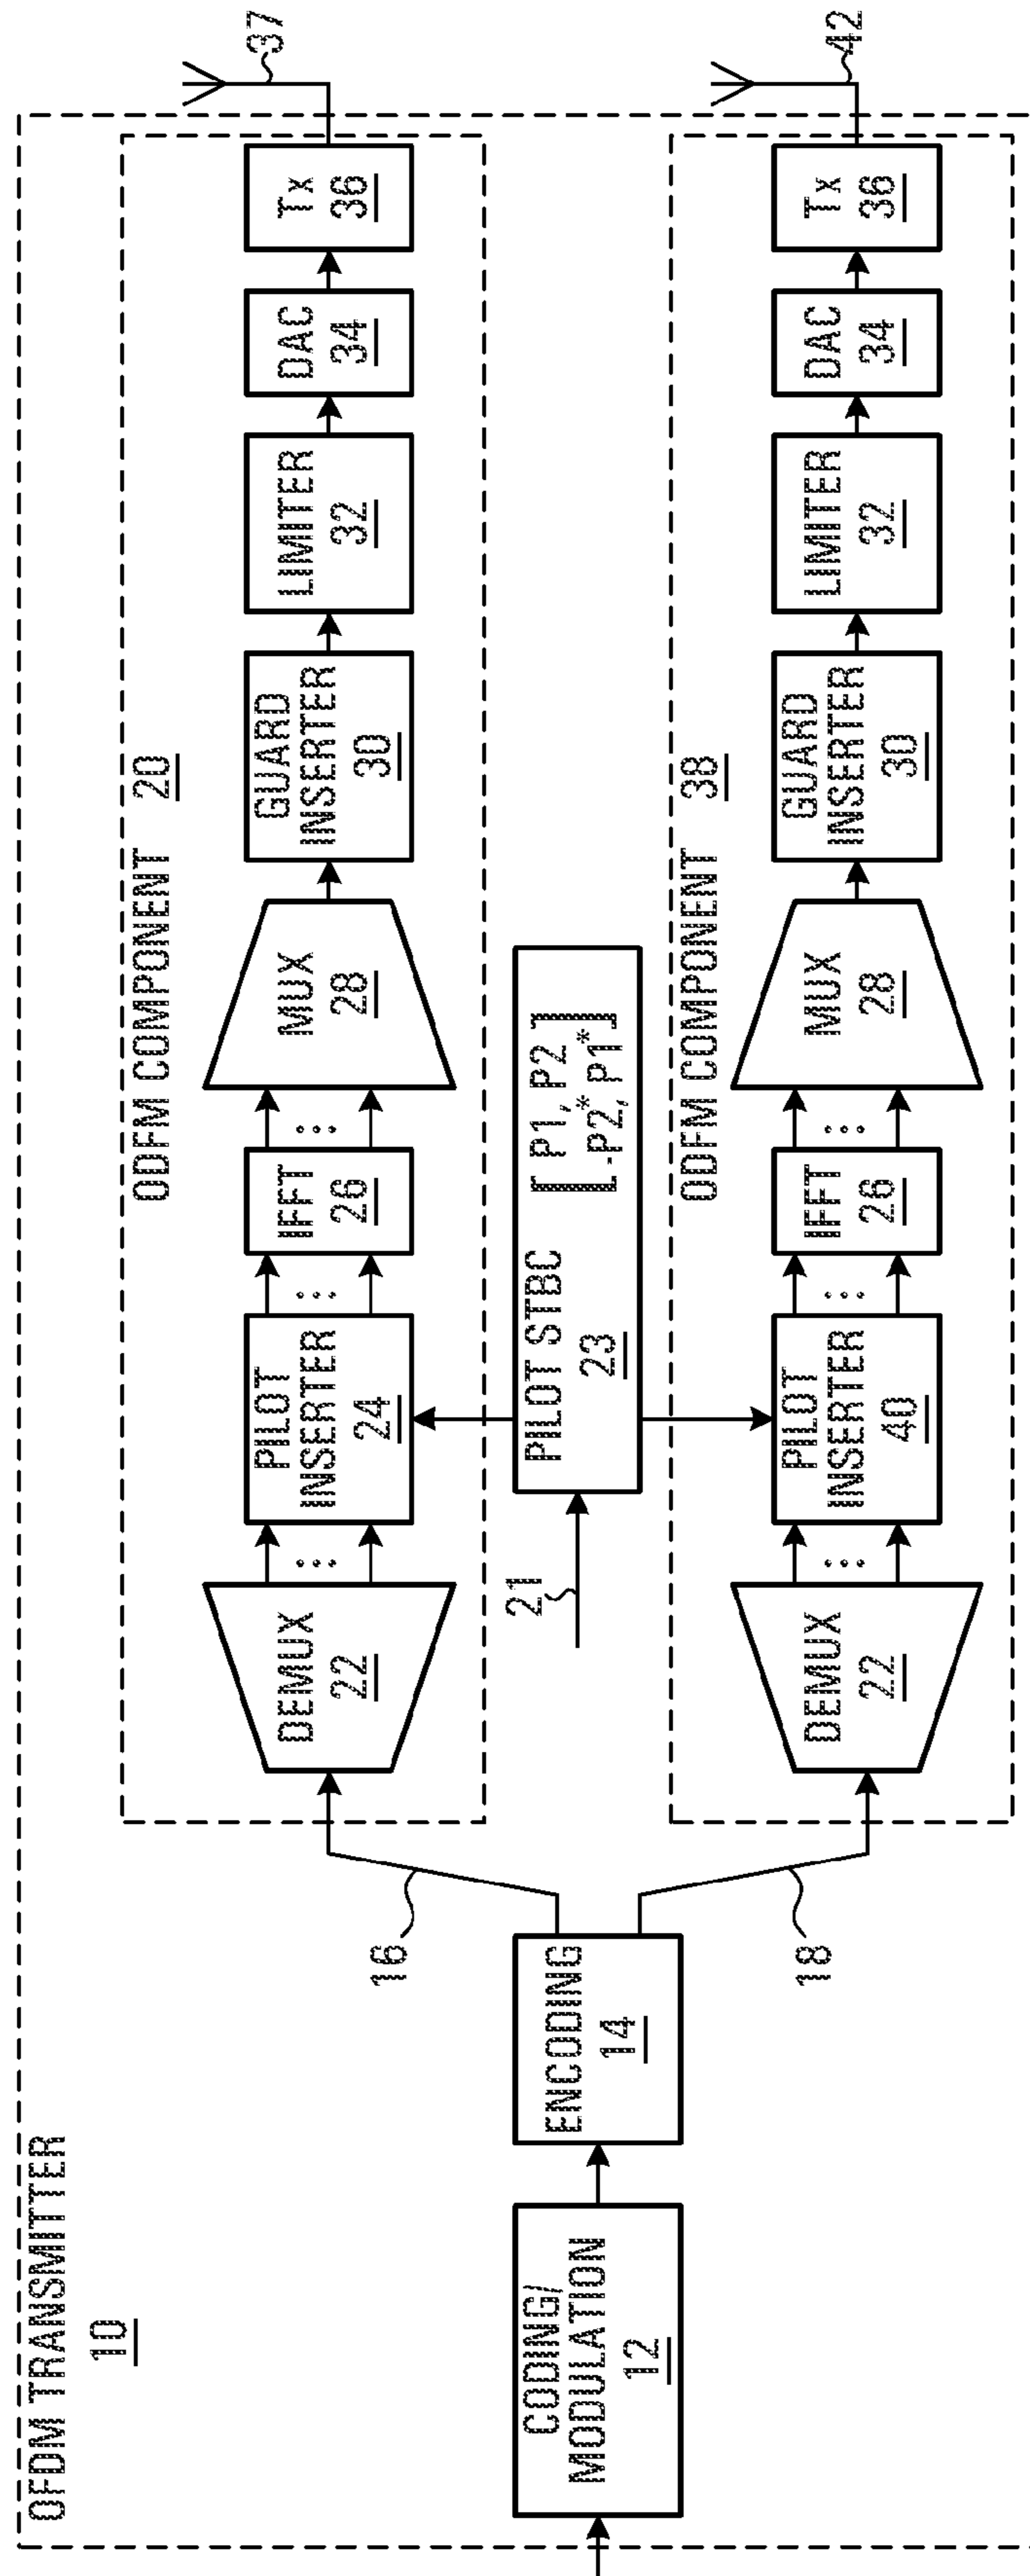 OFDM TRANSMITTER
10
CODING/
MODULATION
12
ENCODING
14
16
18
ODFM COMPONENT
20
DEMUX
22
PILOT
INSERTER
24
IFFT
26
MUX
28
GUARD
INSERTER
30
LIMITER
32
DAC
34
Tx
36
37
21
PILOT STBC
23
[ P1, P2 ]
[-P2*, P1*]
ODFM COMPONENT
38
DEMUX
22
PILOT
INSERTER
40
IFFT
26
MUX
28
GUARD
INSERTER
30
LIMITER
32
DAC
34
Tx
36
42